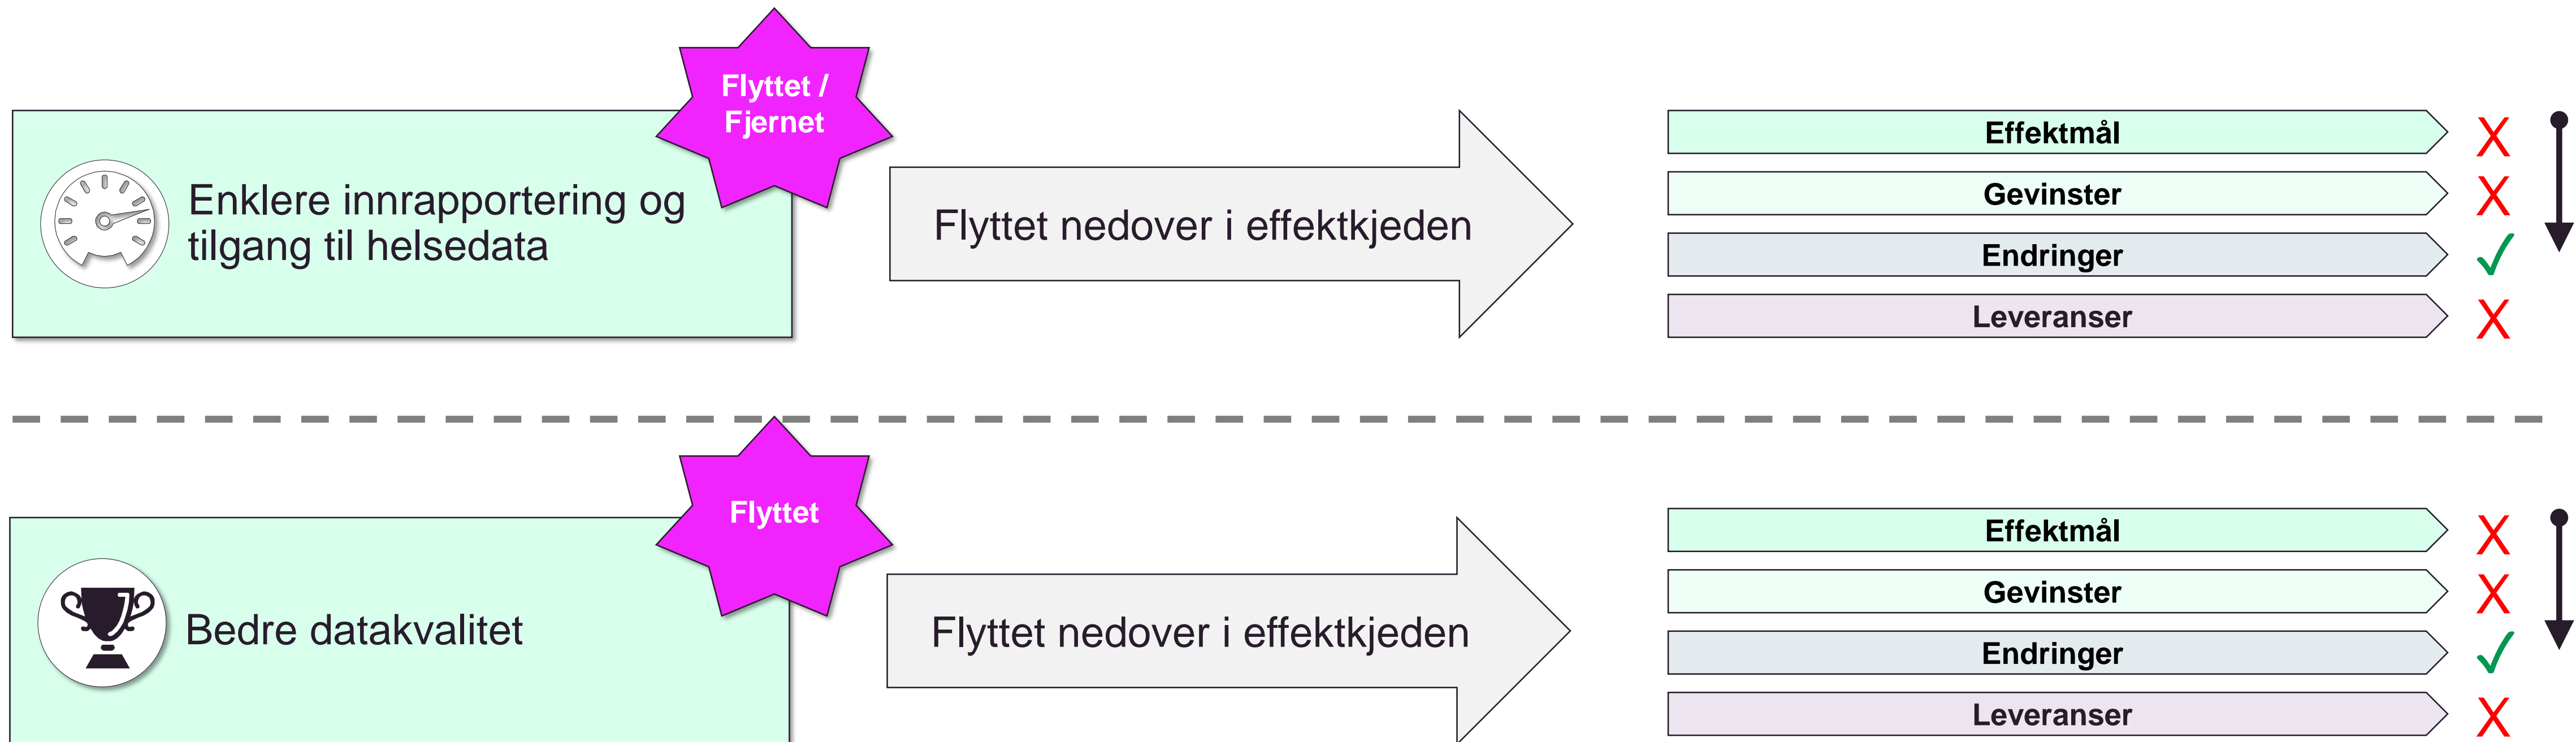 Flyttet /
Fjernet
Enklere innrapportering og
tilgang til helsedata
Flyttet nedover i effektkjeden
Effektmål
X
Gevinster
X
Endringer
✓
Leveranser
X
Flyttet
Bedre datakvalitet
Flyttet nedover i effektkjeden
Effektmål
X
Gevinster
X
Endringer
✓
Leveranser
X